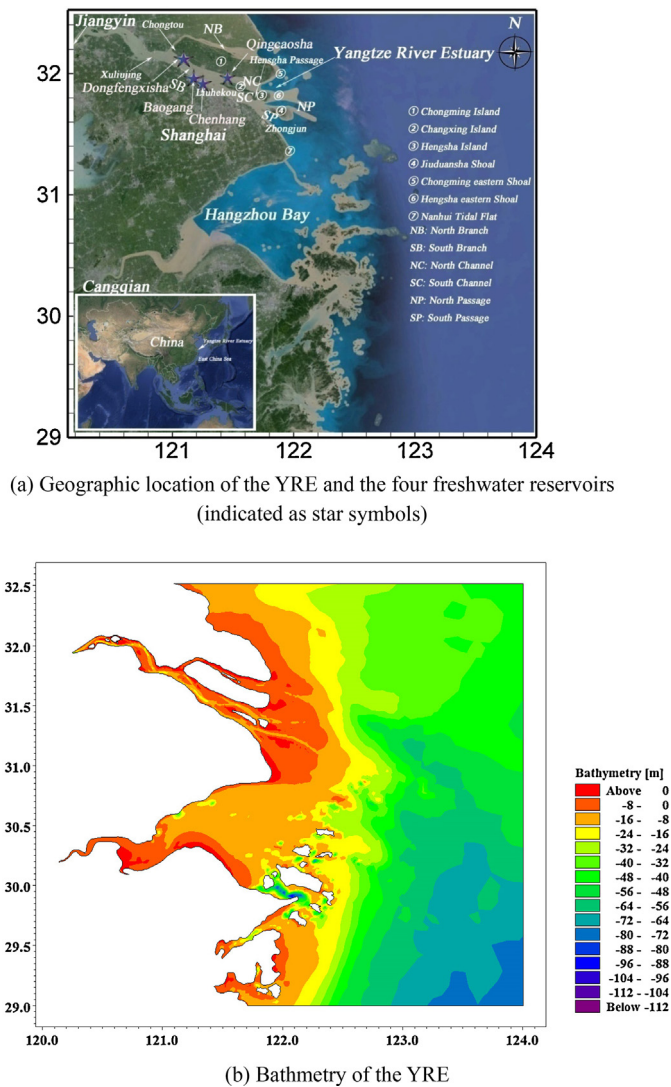 Jiangyin
Chongtou
NB
N
Qingcaosha
Hengsha Passage
Yangtze River Estuary
32
①
⑤
Xuliujing
Dongfengxisha
SB
NC
②
SC
③
⑥
NP
Liuhekou
Baogang
④
SP
① Chongming Island
Chenhang
Zhongjun
② Changxing Island
Shanghai
③ Hengsha Island
⑦
④ Jiuduansha Shoal
⑤ Chongming eastern Shoal
31
⑥ Hengsha eastern Shoal
Hangzhou Bay
⑦ Nanhui Tidal Flat
NB: North Branch
SB: South Branch
NC: North Channel
Cangqian
SC: South Channel
30
NP: North Passage
SP: South Passage
China
Yangtze River Estuary
East China Sea
29
121
122
123
124
(a) Geographic location of the YRE and the four freshwater reservoirs
(indicated as star symbols)
32.5
32.0
31.5
31.0
30.5
30.0
29.5
29.0
120.0
121.0
122.0
123.0
124.0
Bathymetry [m]
Above 0
-8 - 0
-16 - -8
-24 - -16
-32 - -24
-40 - -32
-48 - -40
-56 - -48
-64 - -56
-72 - -64
-80 - -72
-88 - -80
-96 - -88
-104 - -96
-112 - -104
Below -112
(b) Bathmetry of the YRE